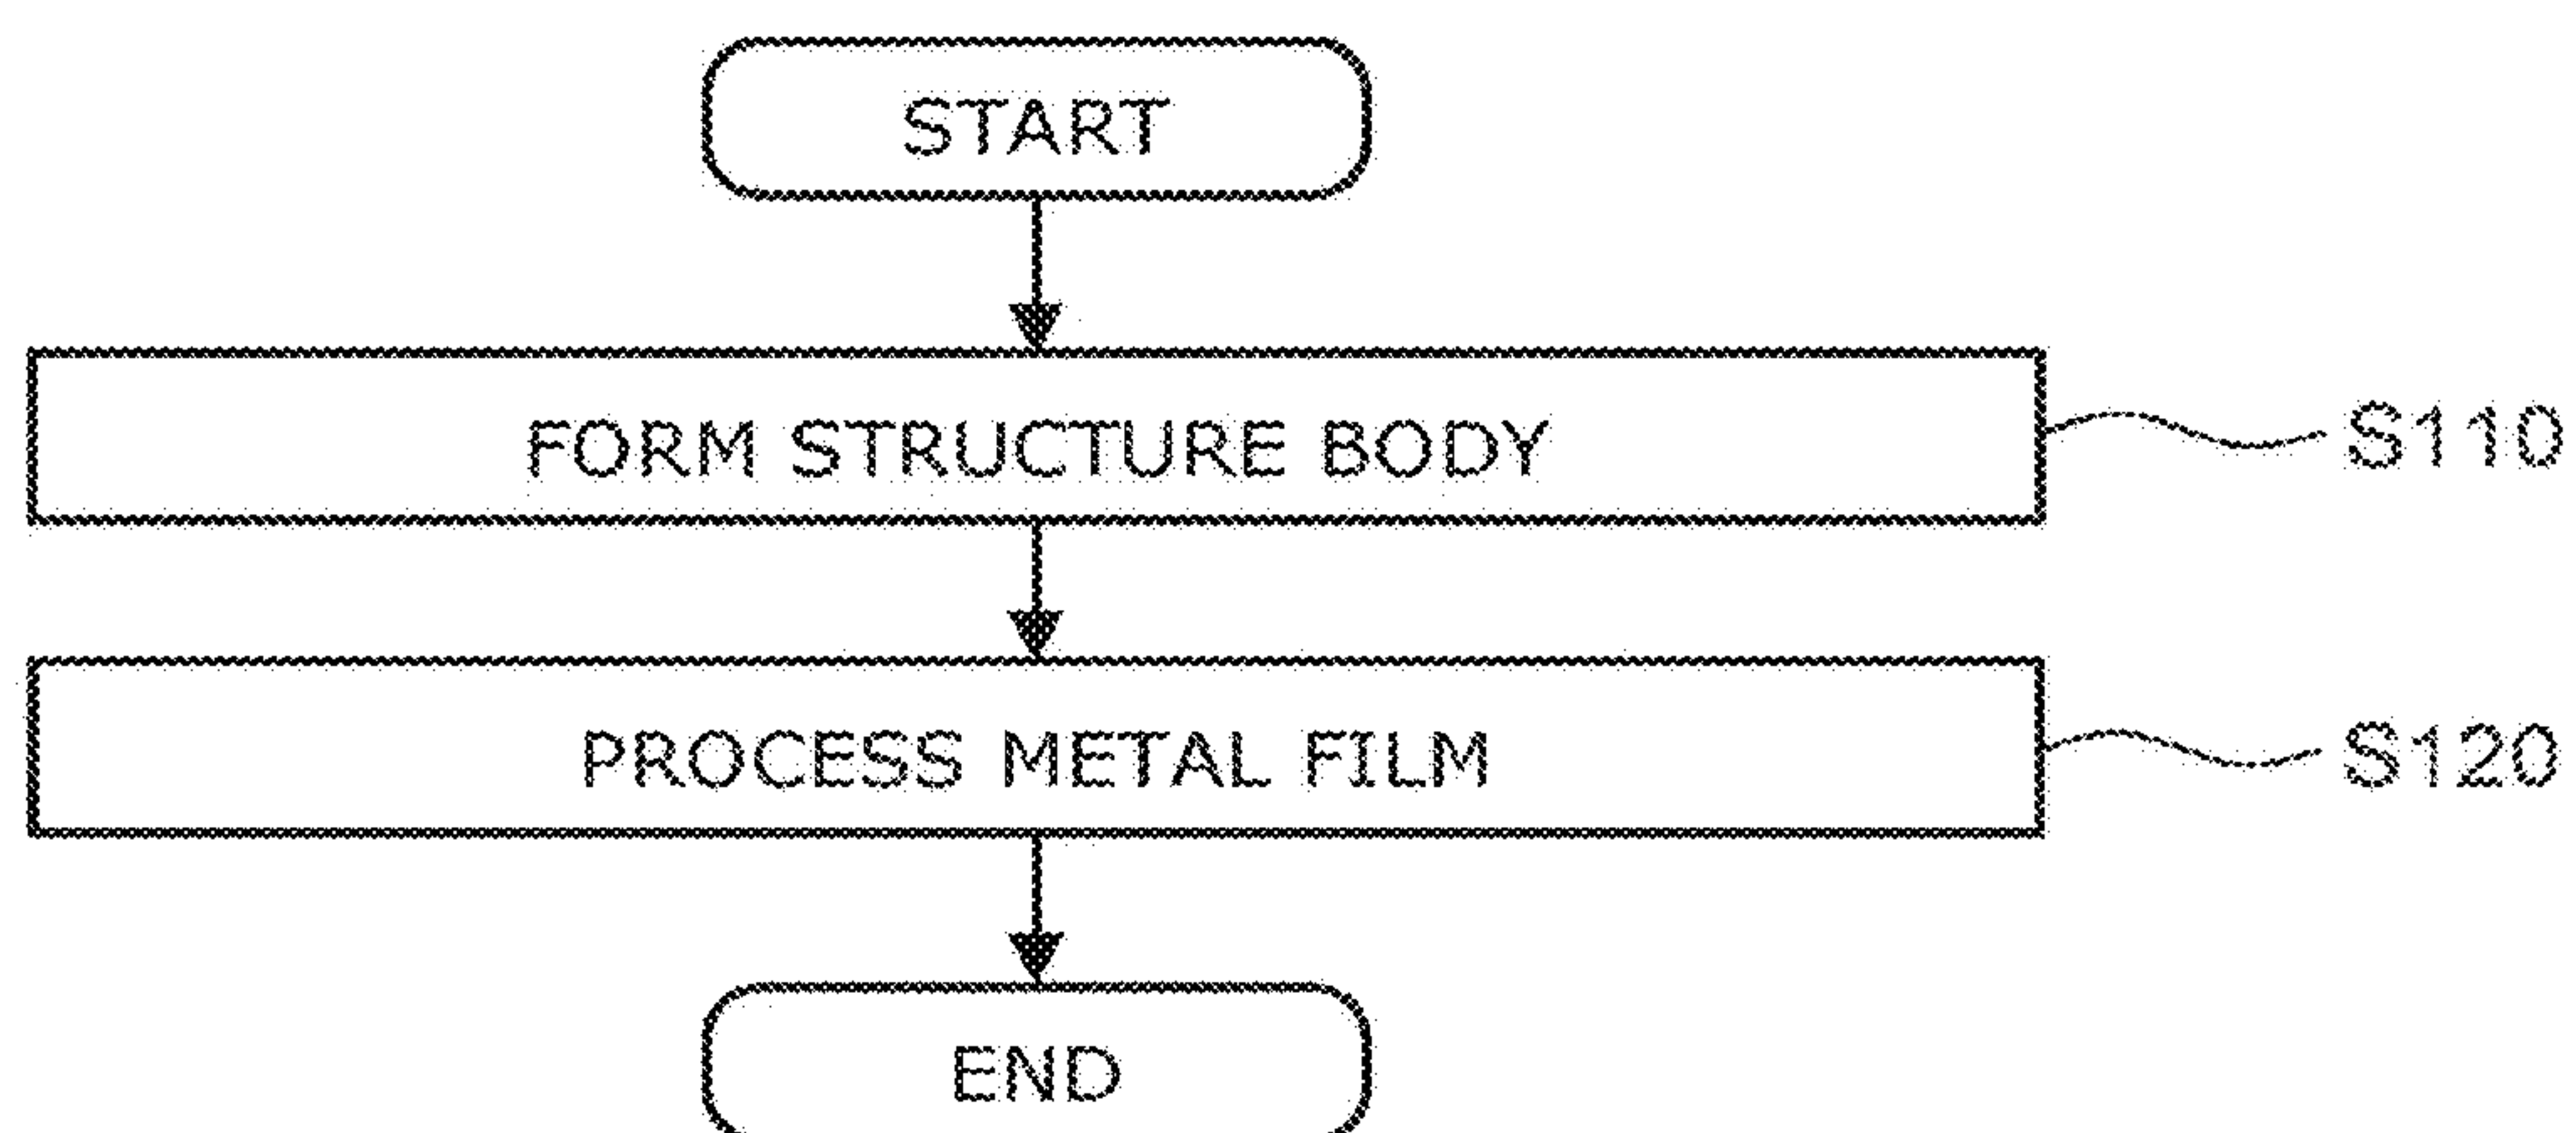 START
FORM STRUCTURE BODY
S110
PROCESS METAL FILM
S120
END